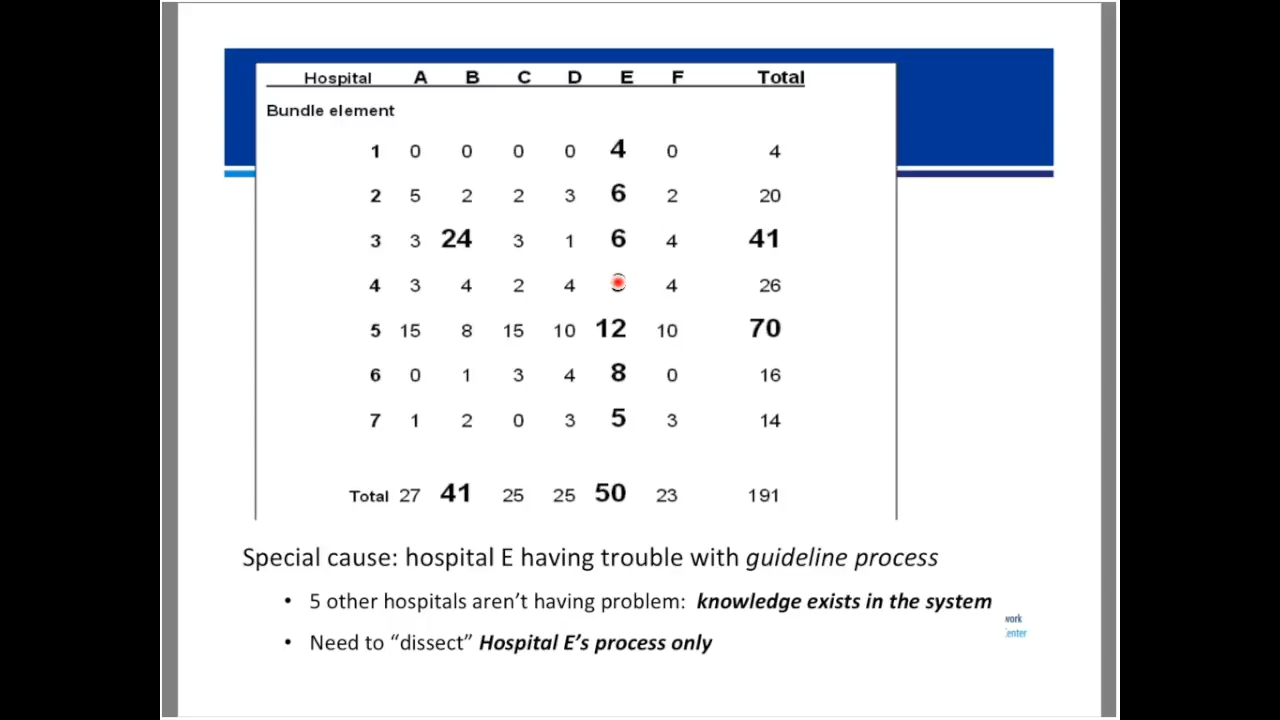 Hospital A B C D E F Total
Bundle element
1 0 0 0 0 4 0 4
2 5 2 2 3 6 2 20
3 3 24 3 1 6 4 41
4 3 4 2 4 4 26
5 15 8 15 10 12 10 70
6 0 1 3 4 8 0 16
7 1 2 0 3 5 3 14
Total 27 41 25 25 50 23 191
Special cause: hospital E having trouble with guideline process
• 5 other hospitals aren’t having problem: knowledge exists in the system
work
Center
• Need to “dissect” Hospital E’s process only